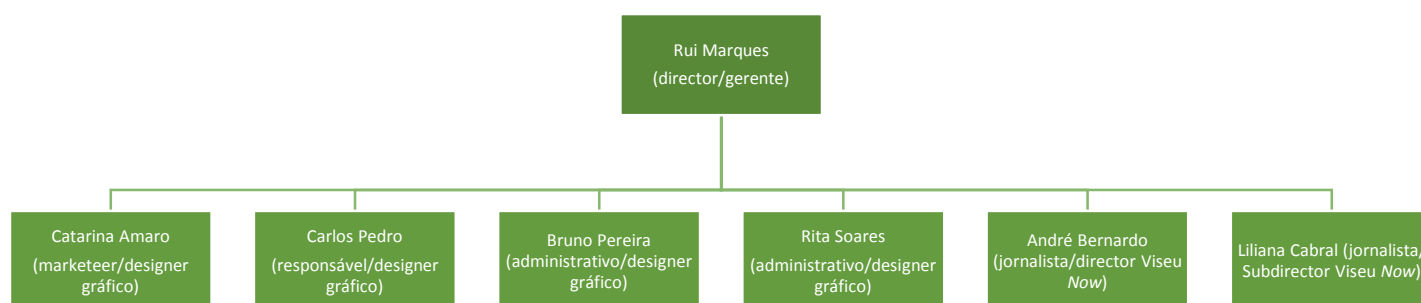 Rui Marques
(director/gerente)
Catarina Amaro
(marketeer/designer
gráfico)
Carlos Pedro
(responsável/designer
gráfico)
Bruno Pereira
(administrativo/designer
gráfico)
Rita Soares
(administrativo/designer
gráfico)
André Bernardo
(jornalista/director Viseu
Now)
Liliana Cabral (jornalista/
Subdirector Viseu Now)